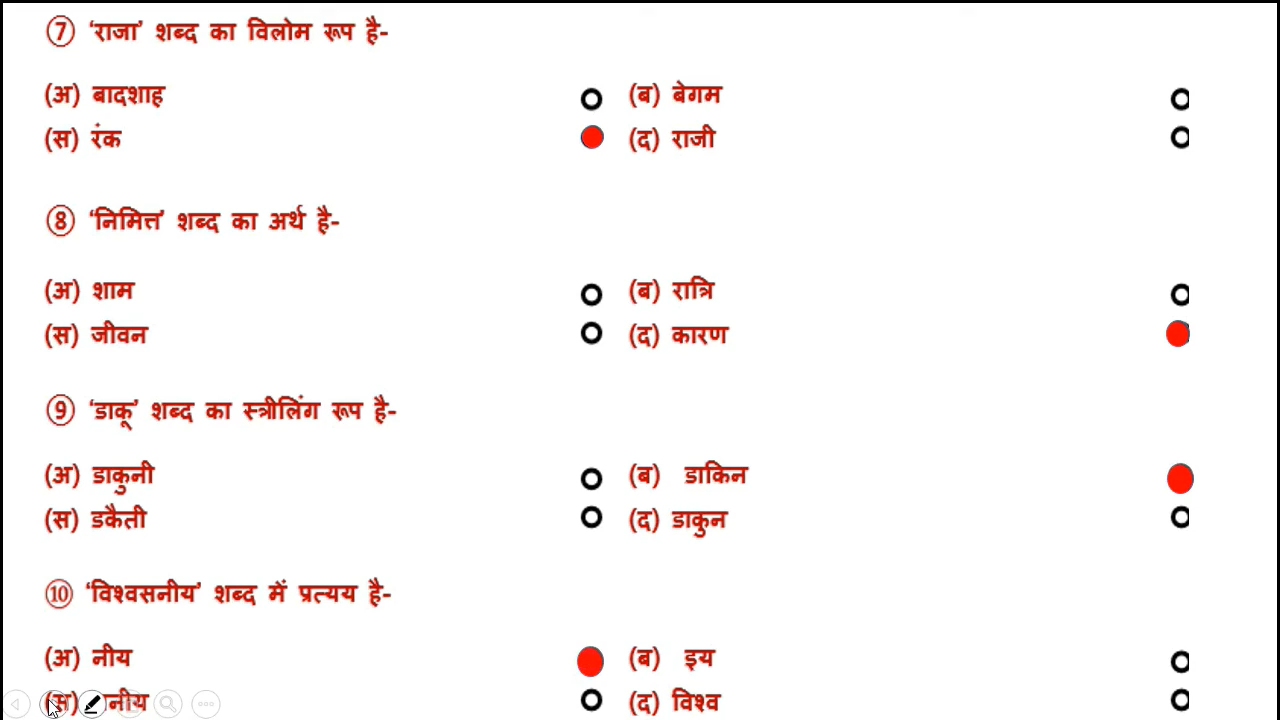 ⑦ ‘राजा’ शब्द का विलोम रूप है-
(अ) बादशाह (ब) बेगम
(स) रंक (द) राजी
⑧ ‘निमित्त’ शब्द का अर्थ है-
(अ) शाम (ब) रात्रि
(स) जीवन (द) कारण
⑨ ‘डाकू’ शब्द का स्त्रीलिंग रूप है-
(अ) डाकुनी (ब) डाकिन
(स) डकैती (द) डाकुन
⑩ ‘विश्वसनीय’ शब्द में प्रत्यय है-
(अ) नीय (ब) इय
(स) (द) विश्व